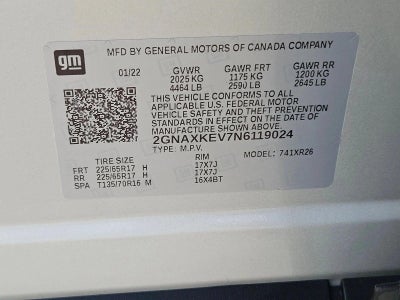 gm
MFD BY GENERAL MOTORS OF CANADA COMPANY
01/22 GVWR GAWR FRT GAWR RR
2025 KG 1175 KG 1200 KG
4464 LB 2590 LB 2645 LB
THIS VEHICLE CONFORMS TO ALL
APPLICABLE U.S. FEDERAL MOTOR
VEHICLE SAFETY AND THEFT PREVENTION
STANDARDS IN EFFECT ON THE DATE OF
MANUFACTURE SHOWN ABOVE.
2GNAXKEV7N6119024
TYPE: M.P.V. MODEL: 741XR26
TIRE SIZE RIM
FRT 225/65R17 H 17X7J
RR 225/65R17 H 17X7J
SPA T135/70R16 M 16X4BT